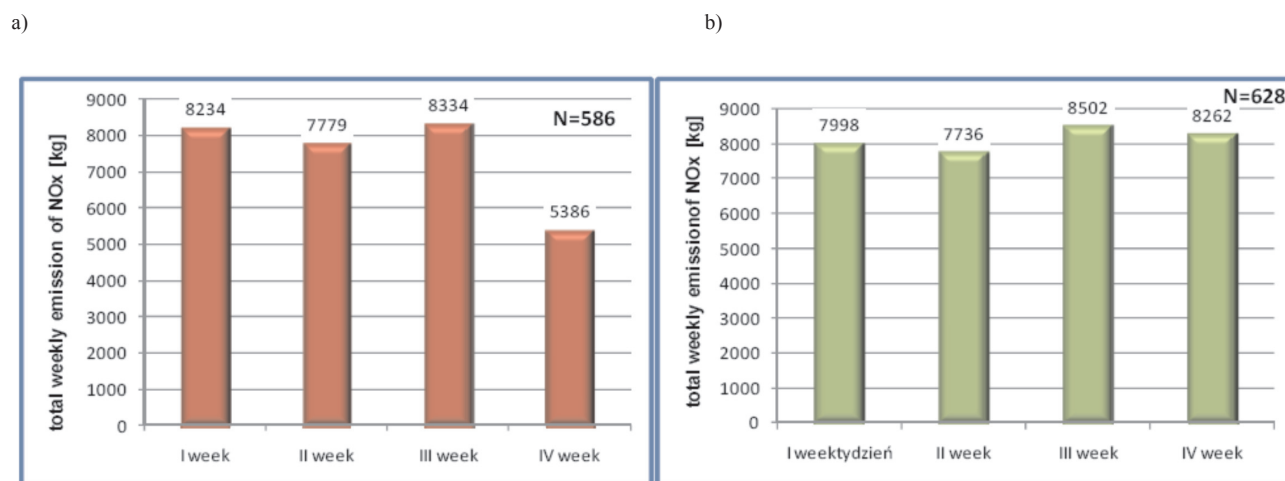 a)
b)
total weekly emission of NOx [kg]
9000
8000
7000
6000
5000
4000
3000
2000
1000
0
8234
7779
8334
5386
N=586
I week
II week
III week
IV week
total weekly emissionof NOx [kg]
9000
8000
7000
6000
5000
4000
3000
2000
1000
0
7998
7736
8502
8262
N=628
I weektydzień
II week
III week
IV week